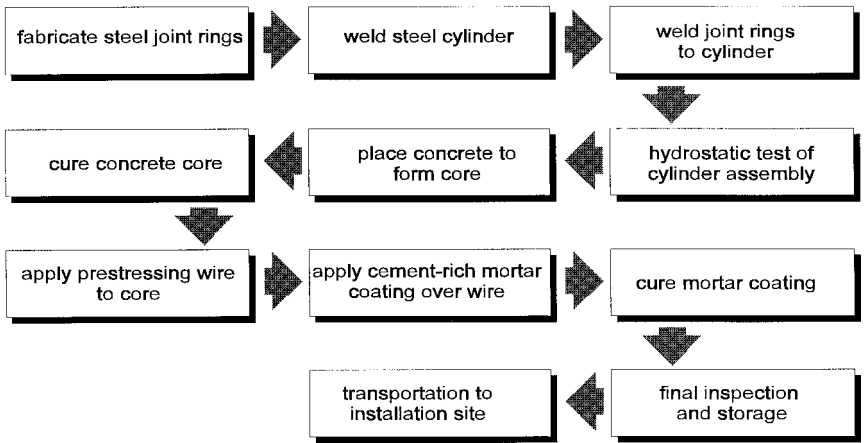 fabricate steel joint rings
weld steel cylinder
weld joint rings
to cylinder
hydrostatic test of
cylinder assembly
place concrete to
form core
cure concrete core
apply prestressing wire
to core
apply cement-rich mortar
coating over wire
cure mortar coating
final inspection
and storage
transportation to
installation site